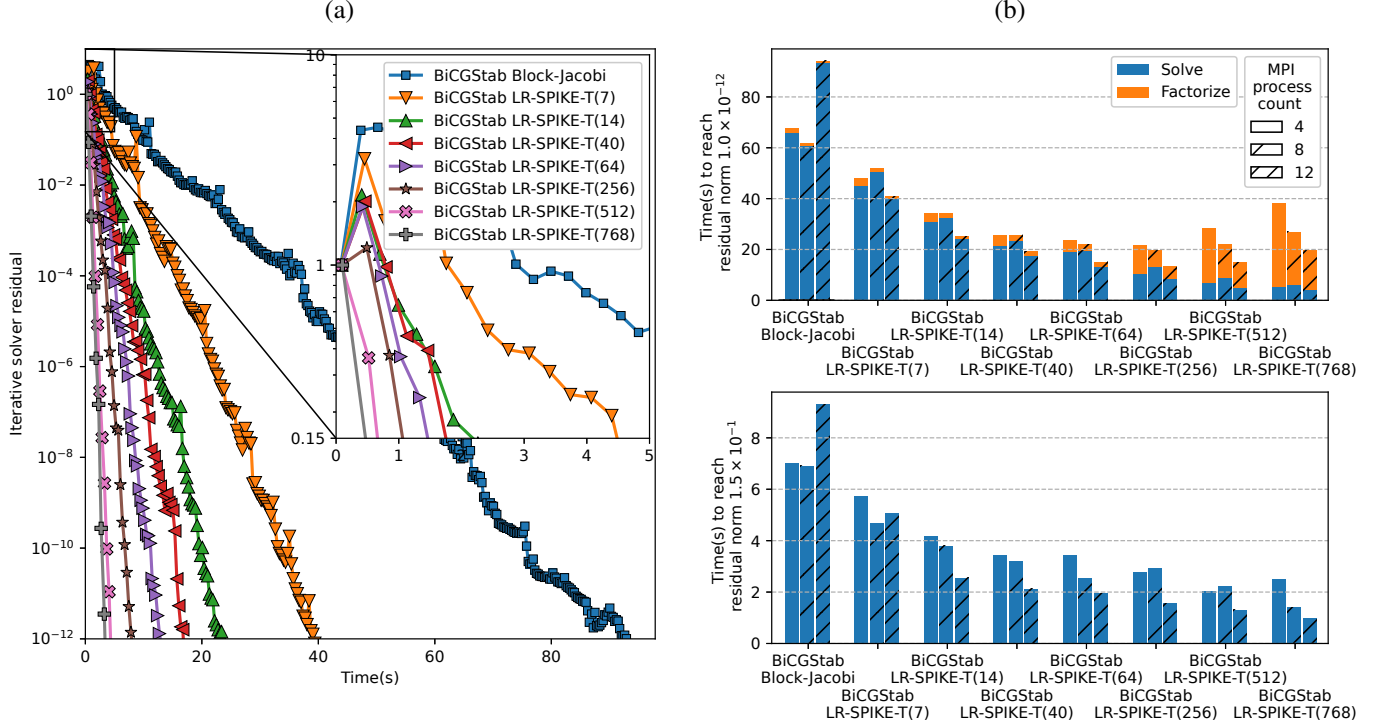 (a)
10^0
10^-2
10^-4
10^-6
10^-8
10^-10
10^-12
Iterative solver residual
0
20
40
60
80
Time(s)
10
1
0.15
0
1
2
3
4
5
BiCGStab Block-Jacobi
BiCGStab LR-SPIKE-T(7)
BiCGStab LR-SPIKE-T(14)
BiCGStab LR-SPIKE-T(40)
BiCGStab LR-SPIKE-T(64)
BiCGStab LR-SPIKE-T(256)
BiCGStab LR-SPIKE-T(512)
BiCGStab LR-SPIKE-T(768)
(b)
Time(s) to reach
residual norm 1.0 × 10^-12
80
60
40
20
0
Solve
Factorize
MPI
process
count
4
8
12
BiCGStab
Block-Jacobi
BiCGStab
LR-SPIKE-T(7)
BiCGStab
LR-SPIKE-T(14)
BiCGStab
LR-SPIKE-T(40)
BiCGStab
LR-SPIKE-T(64)
BiCGStab
LR-SPIKE-T(256)
BiCGStab
LR-SPIKE-T(512)
BiCGStab
LR-SPIKE-T(768)
Time(s) to reach
residual norm 1.5 × 10^-1
8
6
4
2
0
BiCGStab
Block-Jacobi
BiCGStab
LR-SPIKE-T(7)
BiCGStab
LR-SPIKE-T(14)
BiCGStab
LR-SPIKE-T(40)
BiCGStab
LR-SPIKE-T(64)
BiCGStab
LR-SPIKE-T(256)
BiCGStab
LR-SPIKE-T(512)
BiCGStab
LR-SPIKE-T(768)